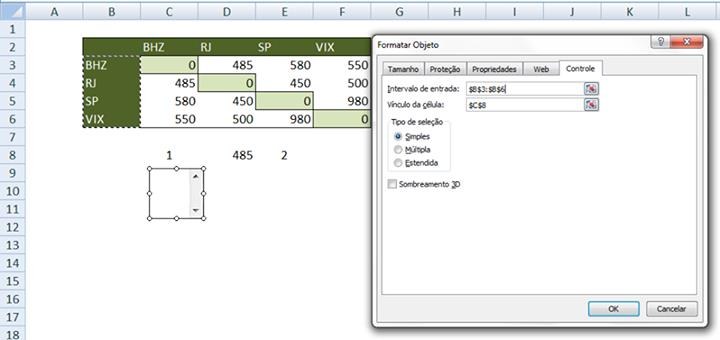 A B C D E F G H I J K L
1
2 BHZ RJ SP VIX
3 BHZ 0 485 580 550
4 RJ 485 0 450 500
5 SP 580 450 0 980
6 VIX 550 500 980 0
7
8 1 485 2
9
10
11
12
13
14
15
16
17
18
Formatar Objeto
Tamanho Proteção Propriedades Web Controle
Intervalo de entrada: $B$3:$B$6
Vínculo da célula: $C$8
Tipo de seleção
Simples
Múltipla
Estendida
Sombreamento 3D
OK Cancelar